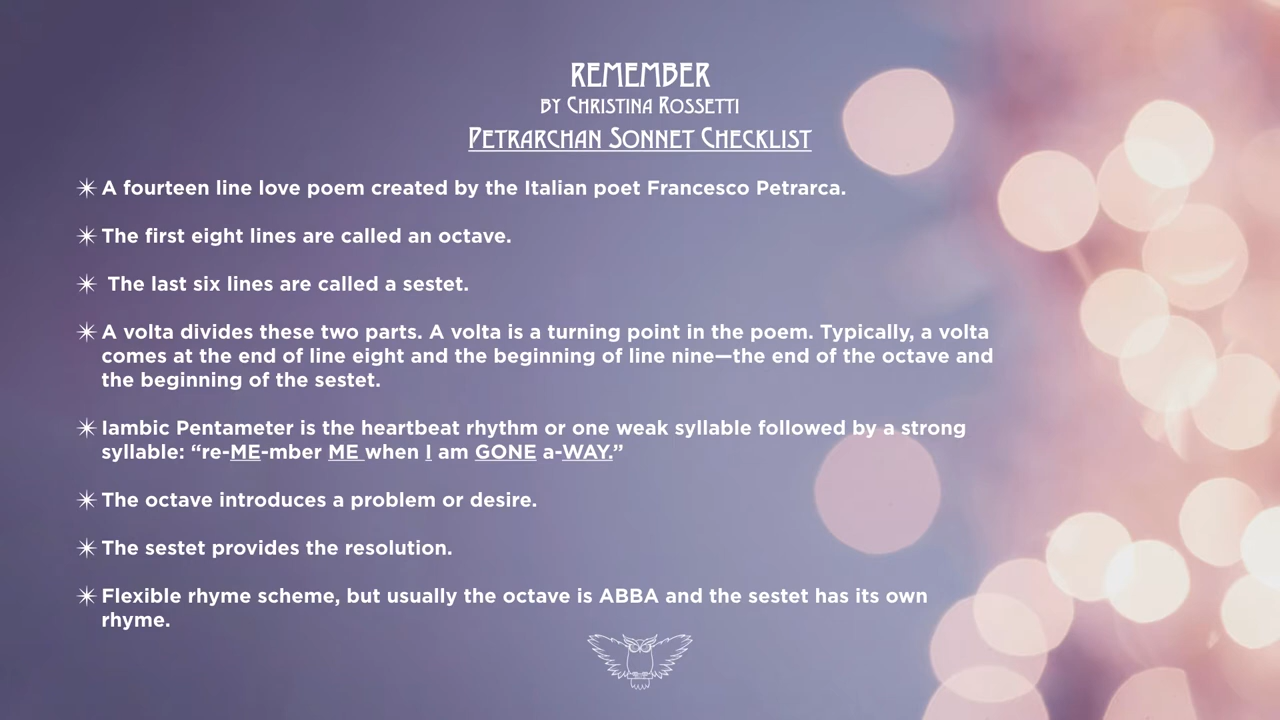 REMEMBER
BY CHRISTINA ROSSETTI
PETRARCHAN SONNET CHECKLIST
A fourteen line love poem created by the Italian poet Francesco Petrarca.
The first eight lines are called an octave.
The last six lines are called a sestet.
A volta divides these two parts. A volta is a turning point in the poem. Typically, a volta
comes at the end of line eight and the beginning of line nine—the end of the octave and
the beginning of the sestet.
Iambic Pentameter is the heartbeat rhythm or one weak syllable followed by a strong
syllable: “re-ME-mber ME when I am GONE a-WAY.”
The octave introduces a problem or desire.
The sestet provides the resolution.
Flexible rhyme scheme, but usually the octave is ABBA and the sestet has its own
rhyme.